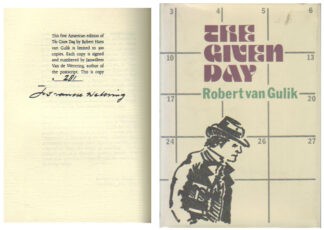 This first American edition of
The Given Day by Robert Hans
van Gulik is limited to 300
copies. Each copy is signed
and numbered by Janwillem
Van de Wetering, author of
the postscript. This is copy
201
THE
GIVEN
DAY
Robert van Gulik
3
4
5
6
10
13
17
20
24
26
27